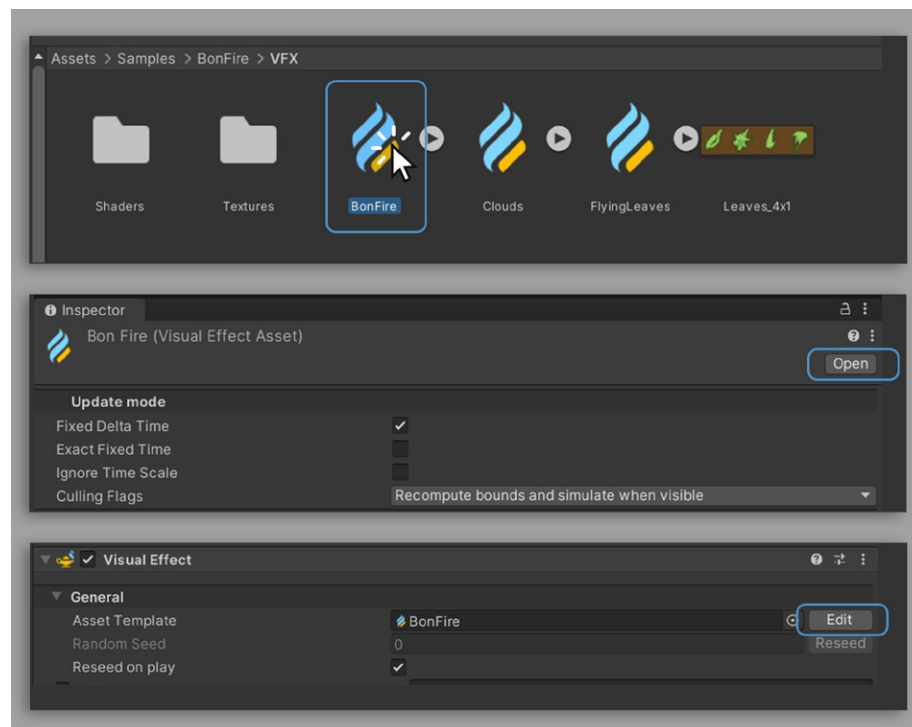 Assets > Samples > BonFire > VFX
Shaders
Textures
BonFire
Clouds
FlyingLeaves
Leaves_4x1
Inspector
Bon Fire (Visual Effect Asset)
Open
Update mode
Fixed Delta Time
Exact Fixed Time
Ignore Time Scale
Culling Flags Recompute bounds and simulate when visible
Visual Effect
General
Asset Template BonFire Edit
Random Seed 0 Reseed
Reseed on play